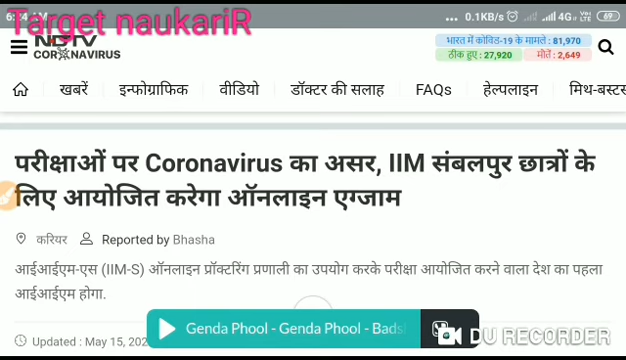 Target naukariR
... 0.1KB/s 4G 69
NDTV
CORONAVIRUS
भारत में कोविड-19 के मामले : 81,970
ठीक हुए : 27,920 मौतें : 2,649
खबरें इन्फोग्राफिक वीडियो डॉक्टर की सलाह FAQs हेल्पलाइन मिथ-बस्टर
परीक्षाओं पर Coronavirus का असर, IIM संबलपुर छात्रों के
लिए आयोजित करेगा ऑनलाइन एग्जाम
करियर Reported by Bhasha
आईआईएम-एस (IIM-S) ऑनलाइन प्रॉक्टरिंग प्रणाली का उपयोग करके परीक्षा आयोजित करने वाला देश का पहला
आईआईएम होगा.
Genda Phool - Genda Phool - Bads
Updated : May 15, 202
DU RECORDER